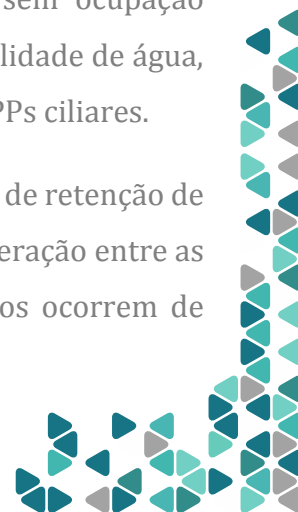 sem ocupação
lidade de água,
PPs ciliares.
de retenção de
eração entre as
os ocorrem de